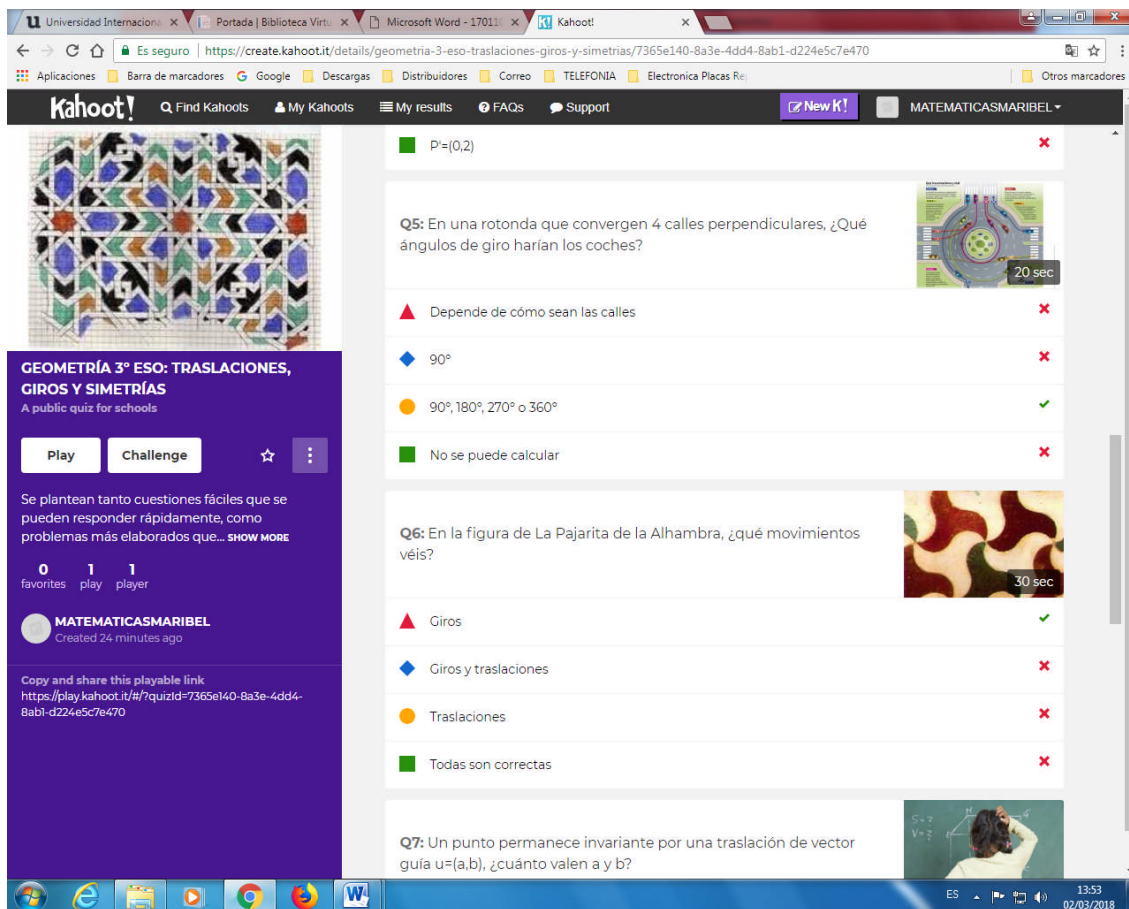 Universidad Internaciona
Portada | Biblioteca Virtu
Microsoft Word - 17011
Kahoot!
Es seguro
https://create.kahoot.it/details/geometria-3-eso-traslaciones-giros-y-simetrias/7365e140-8a3e-4dd4-8ab1-d224e5c7e470
Aplicaciones
Barra de marcadores
Google
Descargas
Distribuidores
Correo
TELEFONIA
Electronica Placas Re
Otros marcadores
Kahoot!
Find Kahoots
My Kahoots
My results
FAQs
Support
New K!
MATEMATICASMARIBEL
GEOMETRÍA 3º ESO: TRASLACIONES,
GIROS Y SIMETRÍAS
A public quiz for schools
Play
Challenge
Se plantean tanto cuestiones fáciles que se
pueden responder rápidamente, como
problemas más elaborados que... SHOW MORE
0 1 1
favorites play player
MATEMATICASMARIBEL
Created 24 minutes ago
Copy and share this playable link
https://play.kahoot.it/#/?quizId=7365e140-8a3e-4dd4-
8ab1-d224e5c7e470
P'=(0,2)
Q5: En una rotonda que convergen 4 calles perpendiculares, ¿Qué
ángulos de giro harían los coches?
20 sec
Depende de cómo sean las calles
90º
90º, 180º, 270º o 360º
No se puede calcular
Q6: En la figura de La Pajarita de la Alhambra, ¿qué movimientos
véis?
30 sec
Giros
Giros y traslaciones
Traslaciones
Todas son correctas
Q7: Un punto permanece invariante por una traslación de vector
guía u=(a,b), ¿cuánto valen a y b?
S=?
V=?
ES
13:53
02/03/2018